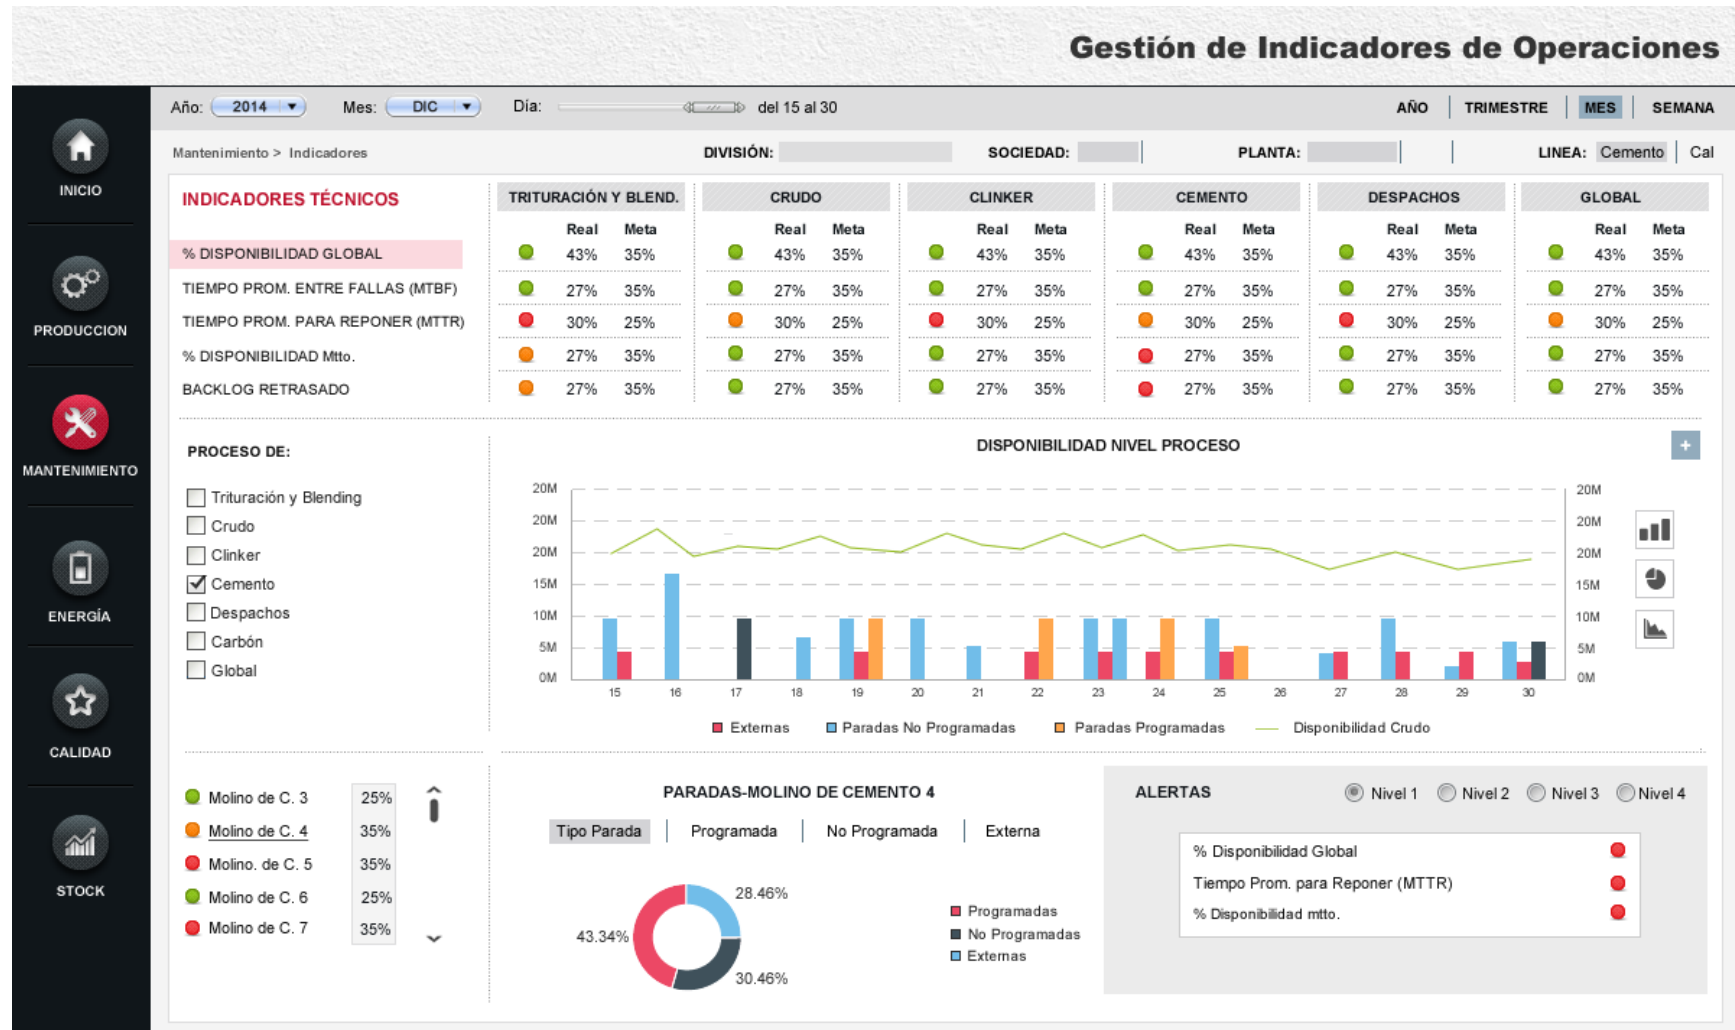 Gestión de Indicadores de Operaciones
Año: 2014 Mes: DIC Día: del 15 al 30 AÑO TRIMESTRE MES SEMANA
Mantenimiento > Indicadores DIVISIÓN: SOCIEDAD: PLANTA: LINEA: Cemento Cal
INICIO
PRODUCCION
MANTENIMIENTO
ENERGÍA
CALIDAD
STOCK
INDICADORES TÉCNICOS TRITURACIÓN Y BLEND. CRUDO CLINKER CEMENTO DESPACHOS GLOBAL
Real Meta Real Meta Real Meta Real Meta Real Meta Real Meta
% DISPONIBILIDAD GLOBAL 43% 35% 43% 35% 43% 35% 43% 35% 43% 35% 43% 35%
TIEMPO PROM. ENTRE FALLAS (MTBF) 27% 35% 27% 35% 27% 35% 27% 35% 27% 35% 27% 35%
TIEMPO PROM. PARA REPONER (MTTR) 30% 25% 30% 25% 30% 25% 30% 25% 30% 25% 30% 25%
% DISPONIBILIDAD Mtto. 27% 35% 27% 35% 27% 35% 27% 35% 27% 35% 27% 35%
BACKLOG RETRASADO 27% 35% 27% 35% 27% 35% 27% 35% 27% 35% 27% 35%
PROCESO DE:
Trituración y Blending
Crudo
Clinker
Cemento
Despachos
Carbón
Global
DISPONIBILIDAD NIVEL PROCESO
+
20M 20M
20M 20M
20M 20M
15M 15M
10M 10M
5M 5M
0M 0M
15 16 17 18 19 20 21 22 23 24 25 26 27 28 29 30
Externas Paradas No Programadas Paradas Programadas Disponibilidad Crudo
Molino de C. 3 25%
Molino de C. 4 35%
Molino. de C. 5 35%
Molino de C. 6 25%
Molino de C. 7 35%
PARADAS-MOLINO DE CEMENTO 4
Tipo Parada Programada No Programada Externa
28.46%
43.34%
30.46%
Programadas
No Programadas
Externas
ALERTAS Nivel 1 Nivel 2 Nivel 3 Nivel 4
% Disponibilidad Global
Tiempo Prom. para Reponer (MTTR)
% Disponibilidad mtto.